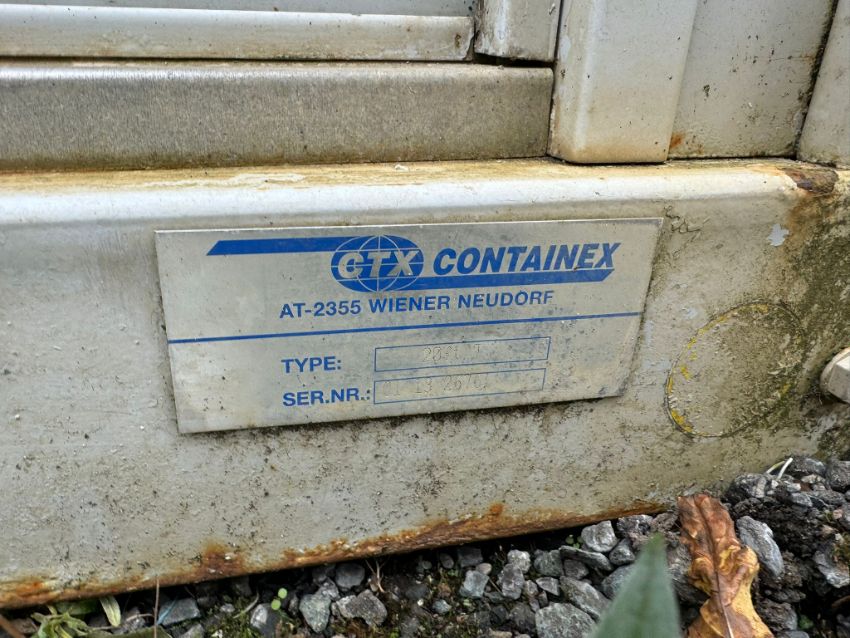 CTX CONTAINEX
AT-2355 WIENER NEUDORF
TYPE:
SER.NR.: